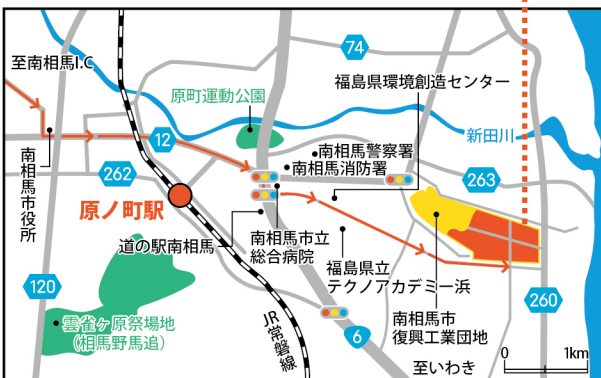 74
至南相馬I.C
福島県環境創造センター
原町運動公園
新田川
12
南相馬警察署
南相馬消防署
南相馬市役所
262
263
原ノ町駅
道の駅南相馬
南相馬市立
総合病院
福島県立
テクノアカデミー浜
南相馬市
復興工業団地
120
260
雲雀ヶ原祭場地
(相馬野馬追)
JR常磐線
6
至いわき
0 1km